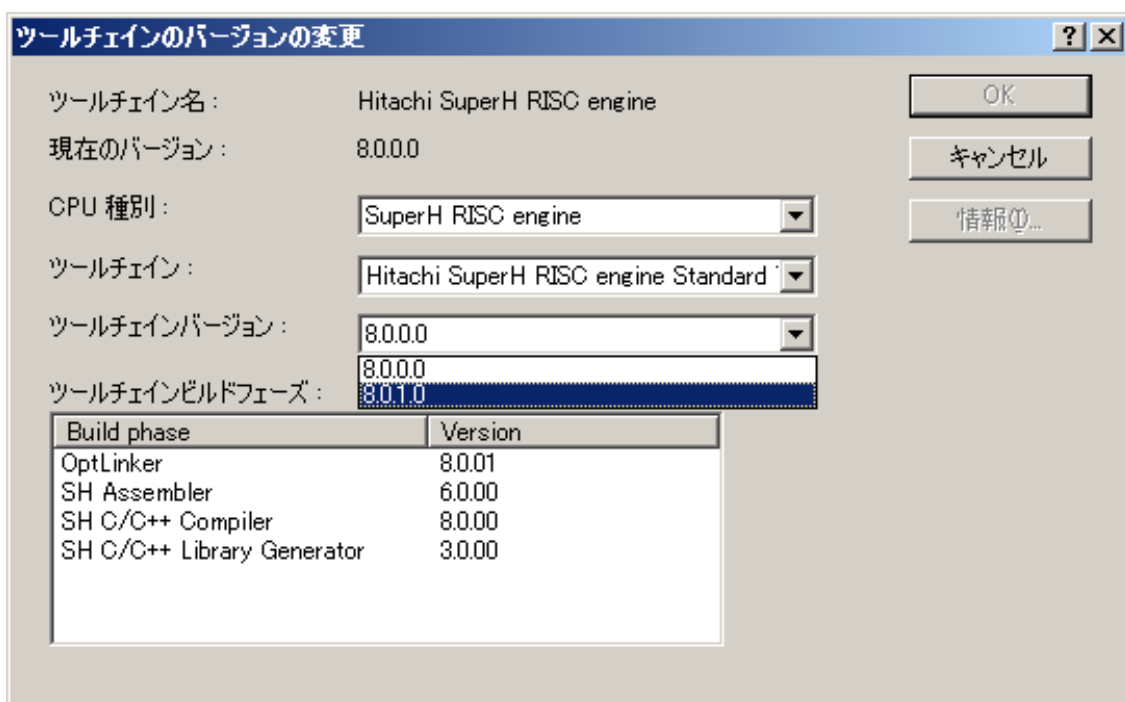 ツールチェインのバージョンの変更
ツールチェイン名： Hitachi SuperH RISC engine OK
現在のバージョン： 8.0.0.0 キャンセル
CPU 種別： SuperH RISC engine 情報(I)...
ツールチェイン： Hitachi SuperH RISC engine Standard
ツールチェインバージョン： 8.0.0.0
8.0.0.0
ツールチェインビルドフェーズ： 8.0.1.0
Build phase Version
OptLinker 8.0.01
SH Assembler 6.0.00
SH C/C++ Compiler 8.0.00
SH C/C++ Library Generator 3.0.00